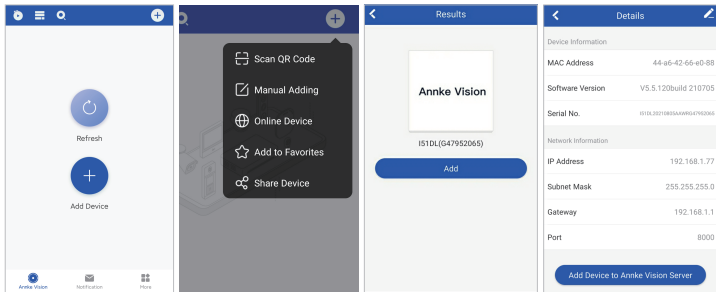 Refresh
Add Device
Annke Vision
Notification
More
Scan QR Code
Manual Adding
Online Device
Add to Favorites
Share Device
Results
Annke Vision
I51DL(G47952065)
Add
Details
Device Information
MAC Address 44-a6-42-66-e0-88
Software Version V5.5.120build 210705
Serial No. I51DL20210805AAWRG47952065
Network Information
IP Address 192.168.1.77
Subnet Mask 255.255.255.0
Gateway 192.168.1.1
Port 8000
Add Device to Annke Vision Server